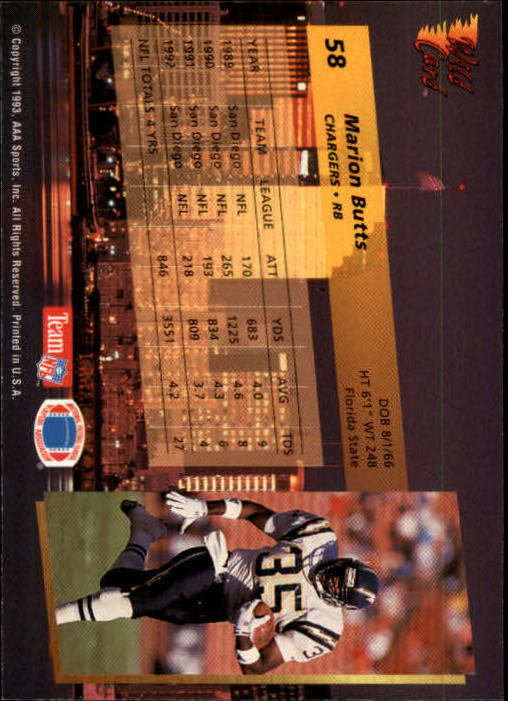 Wild Card
58
Marion Butts
CHARGERS • RB
DOB 8/1/66
HT 6'1" WT 248
Florida State
YEAR TEAM LEAGUE ATT YDS AVG TDS
1989 San Diego NFL 170 683 4.0 9
1990 San Diego NFL 265 1225 4.6 8
1991 San Diego NFL 193 834 4.3 6
1992 San Diego NFL 218 809 3.7 4
NFL TOTALS 4 YRS 846 3551 4.2 27
35
3
Team NFL
© Copyright 1993, AAA Sports, Inc. All Rights Reserved. Printed in U.S.A.